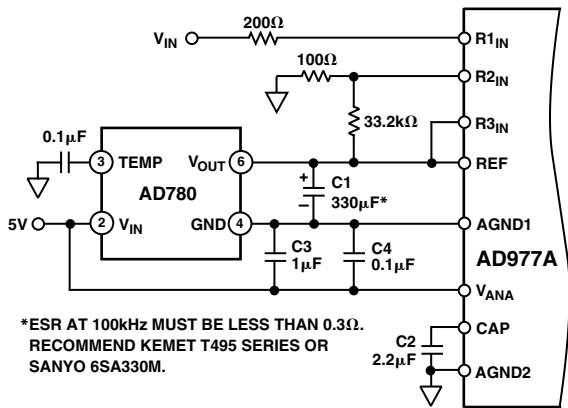 200Ω
V_IN
R1_IN
100Ω
R2_IN
33.2kΩ
R3_IN
0.1μF
3 TEMP
V_OUT 6
REF
AD780
+
C1
330μF*
–
5V
2 V_IN
GND 4
AGND1
C3
1μF
C4
0.1μF
AD977A
V_ANA
*ESR AT 100kHz MUST BE LESS THAN 0.3Ω.
RECOMMEND KEMET T495 SERIES OR
SANYO 6SA330M.
CAP
C2
2.2μF
AGND2